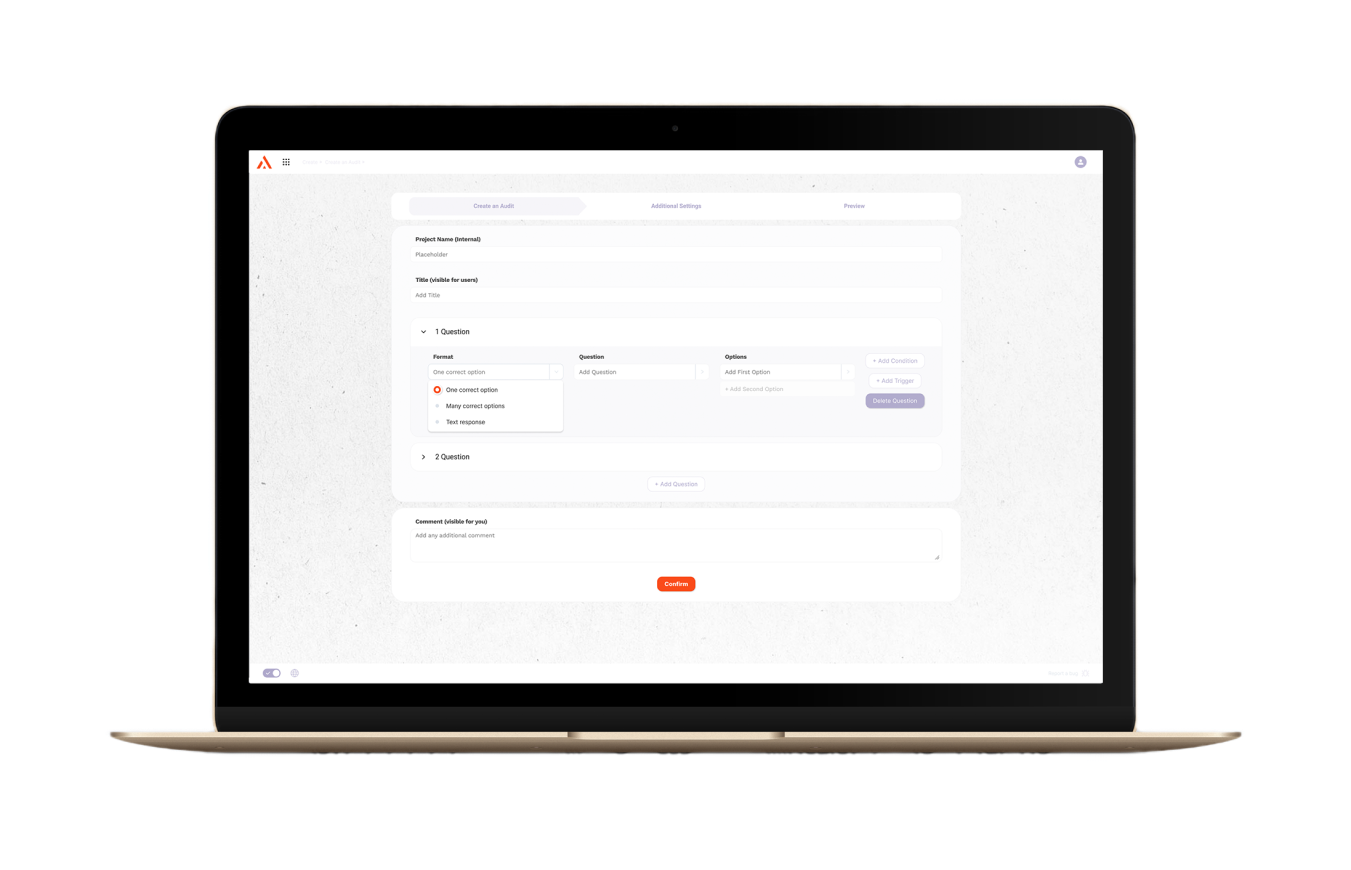 Create an Audit
Additional Settings
Preview
Project Name (Internal)
Placeholder
Title (visible for users)
Add Title
1 Question
Format
Question
Options
One correct option
Add Question
Add First Option
+ Add Condition
One correct option
+ Add Second Option
+ Add Trigger
Many correct options
Delete Question
Text response
2 Question
+ Add Question
Comment (visible for you)
Add any additional comment
Confirm